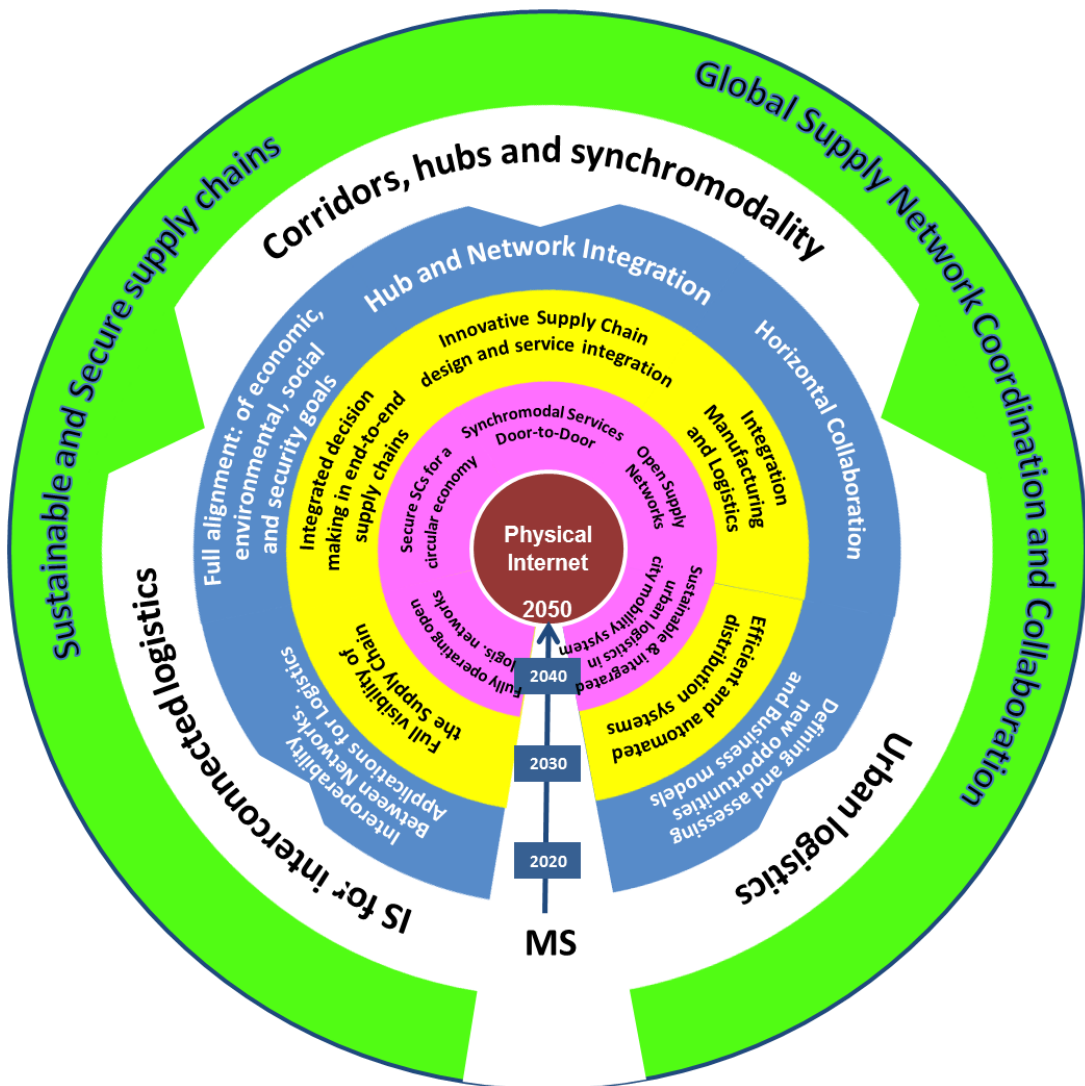 Sustainable and Secure supply chains
Global Supply Network Coordination and Collaboration
Corridors, hubs and synchromodality
IS for interconnected logistics
Urban logistics
Hub and Network Integration
Full alignment: of economic,
environmental, social
and security goals
Horizontal Collaboration
Interoperability
Between Networks.
Applications for Logistics
Defining and assessing
new opportunities
and Business models
Innovative Supply Chain
design and service integration
Integrated decision
making in end-to-end
supply chains
Integration
Manufacturing
and Logistics
Full visibility of
the Supply Chain
Efficient and automated
distribution systems
Synchromodal Services
Door-to-Door
Secure SCs for a
circular economy
Open Supply
Networks
Fully operating open
logis. networks
Sustainable & integrated
urban logistics in
city mobility system
Physical
Internet
2050
2040
2030
2020
MS